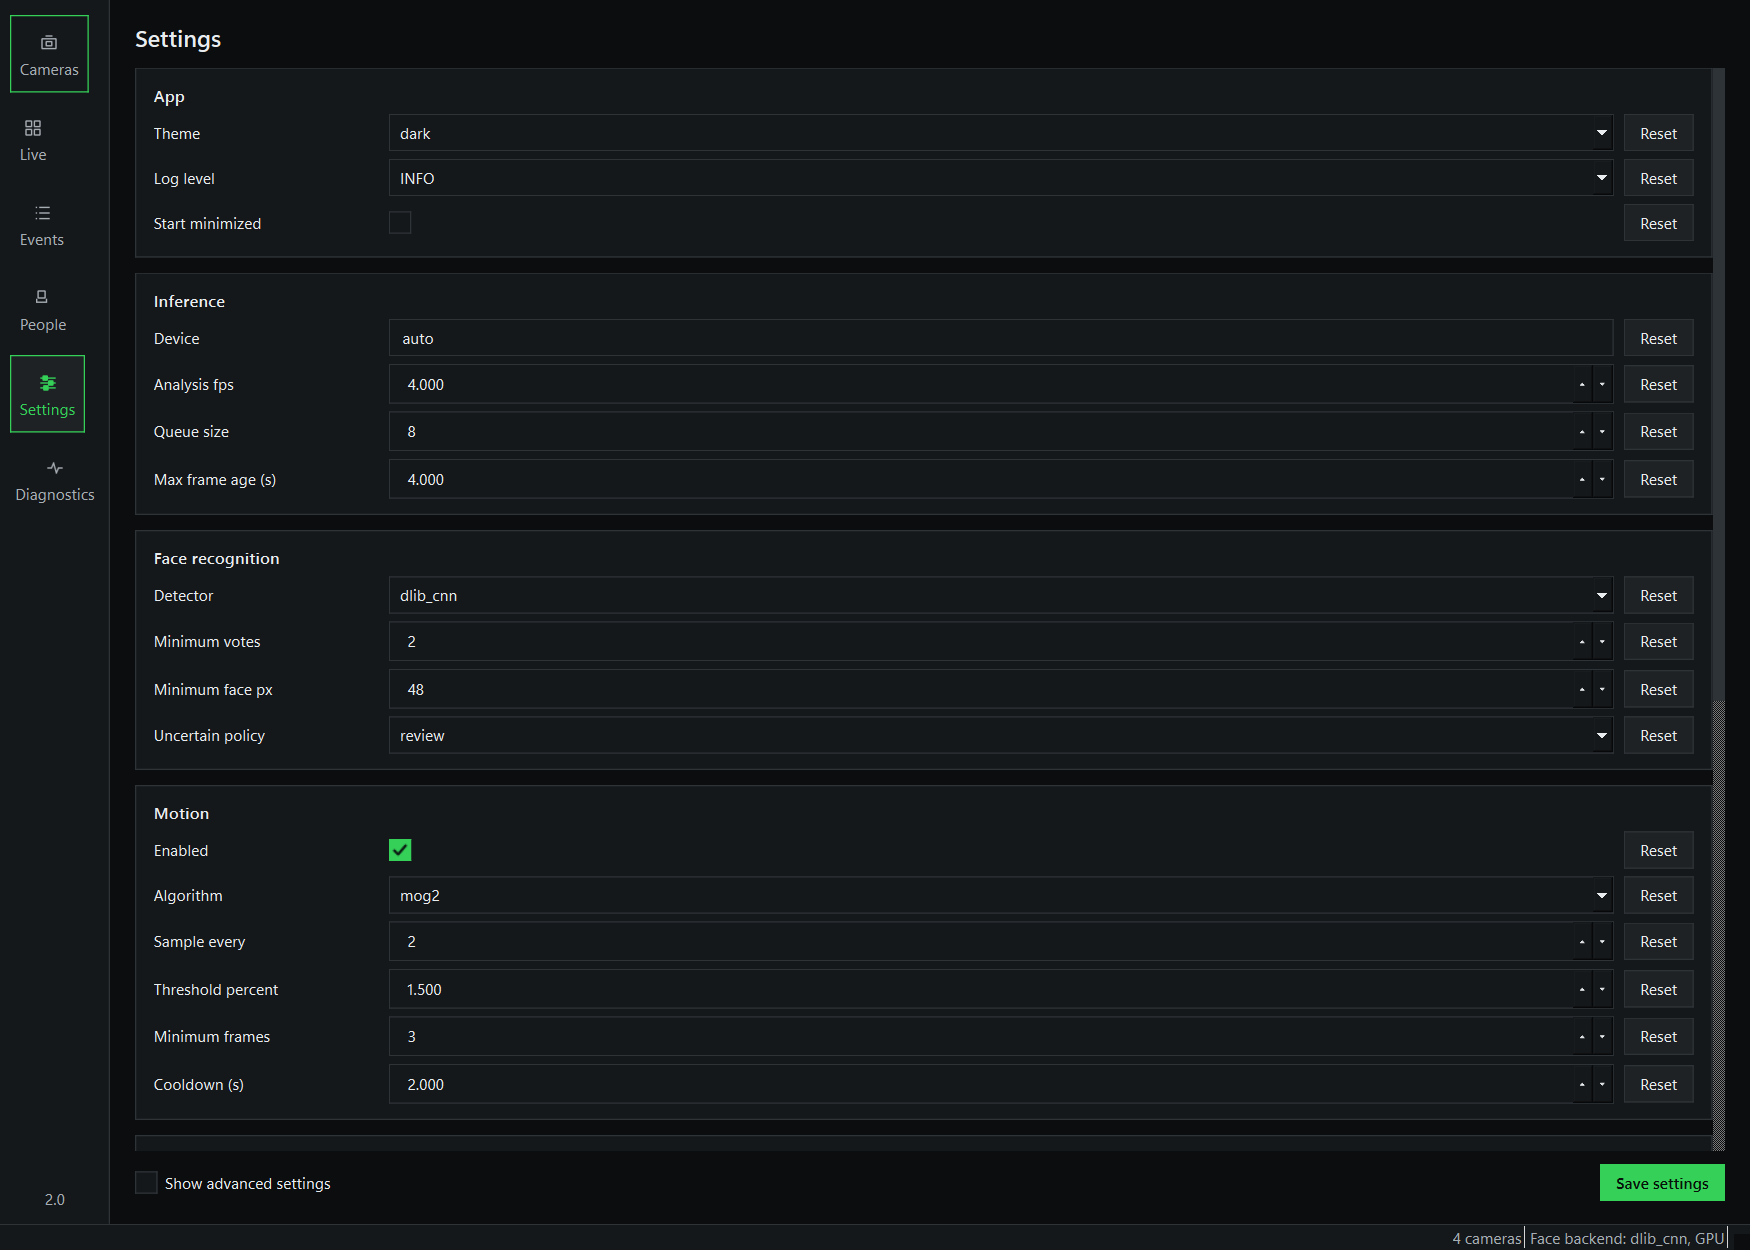 Cameras
Live
Events
People
Settings
Diagnostics
2.0
Settings
App
Theme dark Reset
Log level INFO Reset
Start minimized Reset
Inference
Device auto Reset
Analysis fps 4.000 Reset
Queue size 8 Reset
Max frame age (s) 4.000 Reset
Face recognition
Detector dlib_cnn Reset
Minimum votes 2 Reset
Minimum face px 48 Reset
Uncertain policy review Reset
Motion
Enabled Reset
Algorithm mog2 Reset
Sample every 2 Reset
Threshold percent 1.500 Reset
Minimum frames 3 Reset
Cooldown (s) 2.000 Reset
Show advanced settings Save settings
4 cameras Face backend: dlib_cnn, GPU